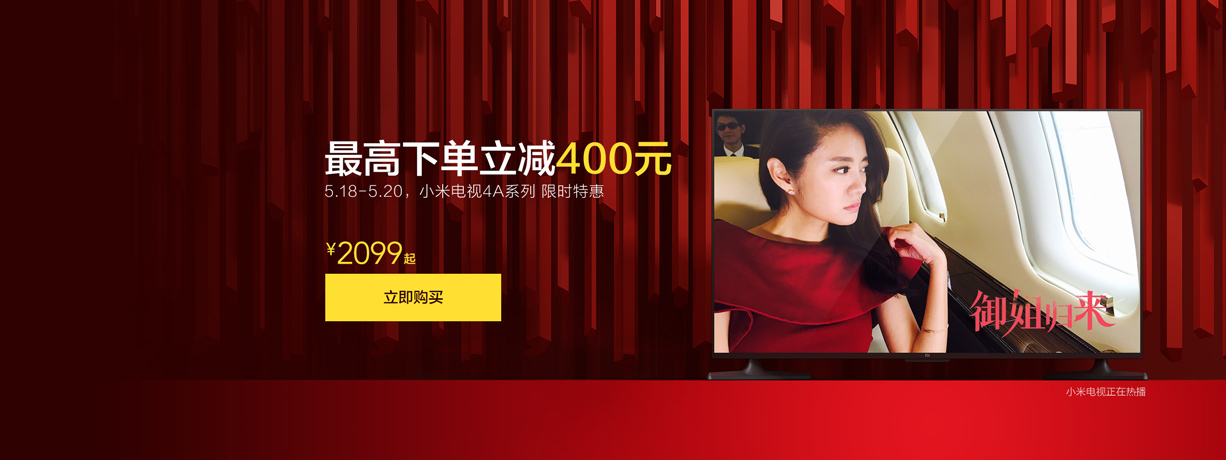 最高下单立减400元
5.18-5.20，小米电视4A系列 限时特惠
¥2099起
立即购买
御姐归来
小米电视正在热播